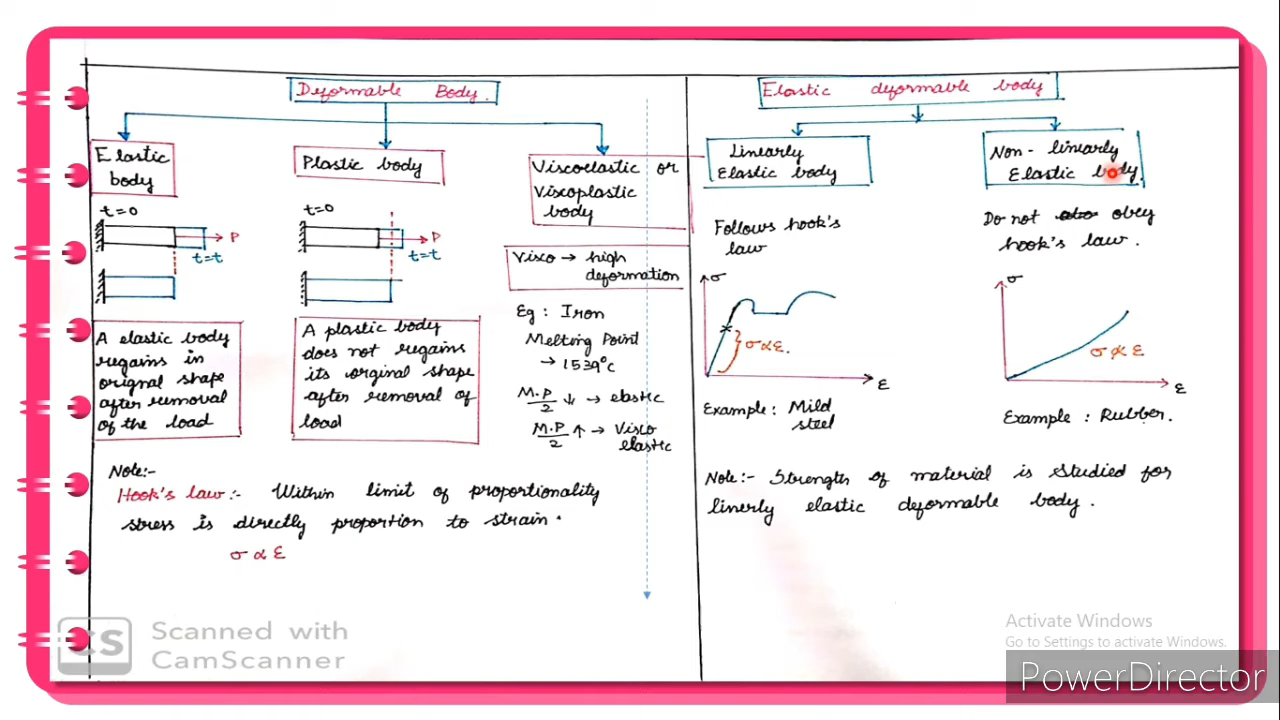 Deformable Body.
Elastic
body
t=0
P
t=t
A elastic body
regains in
orignal shape
after removal
of the load
Plastic body
t=0
P
t=t
A plastic body
does not regains
its orginal shape
after removal of
load
Viscoelastic or
Viscoplastic
body
Visco → high
deformation
Eg : Iron
Melting Point
→ 1539°C
M.P/2 ↓ → elastic
M.P/2 ↑ → Visco
elastic
Note:-
Hook's law:- Within limit of proportionality
stress is directly proportion to strain.
σ ∝ ε
Elastic deformable body
Linearly
Elastic body
Follows hook's
law
σ
σ ∝ ε.
ε
Example : Mild
steel
Non-linearly
Elastic body.
Do not obey
hook's law.
σ
σ ∝̸ ε
ε
Example : Rubber.
Note:- Strength of material is studied for
linerly elastic deformable body.
CS
Scanned with
CamScanner
Activate Windows
Go to Settings to activate Windows.
PowerDirector